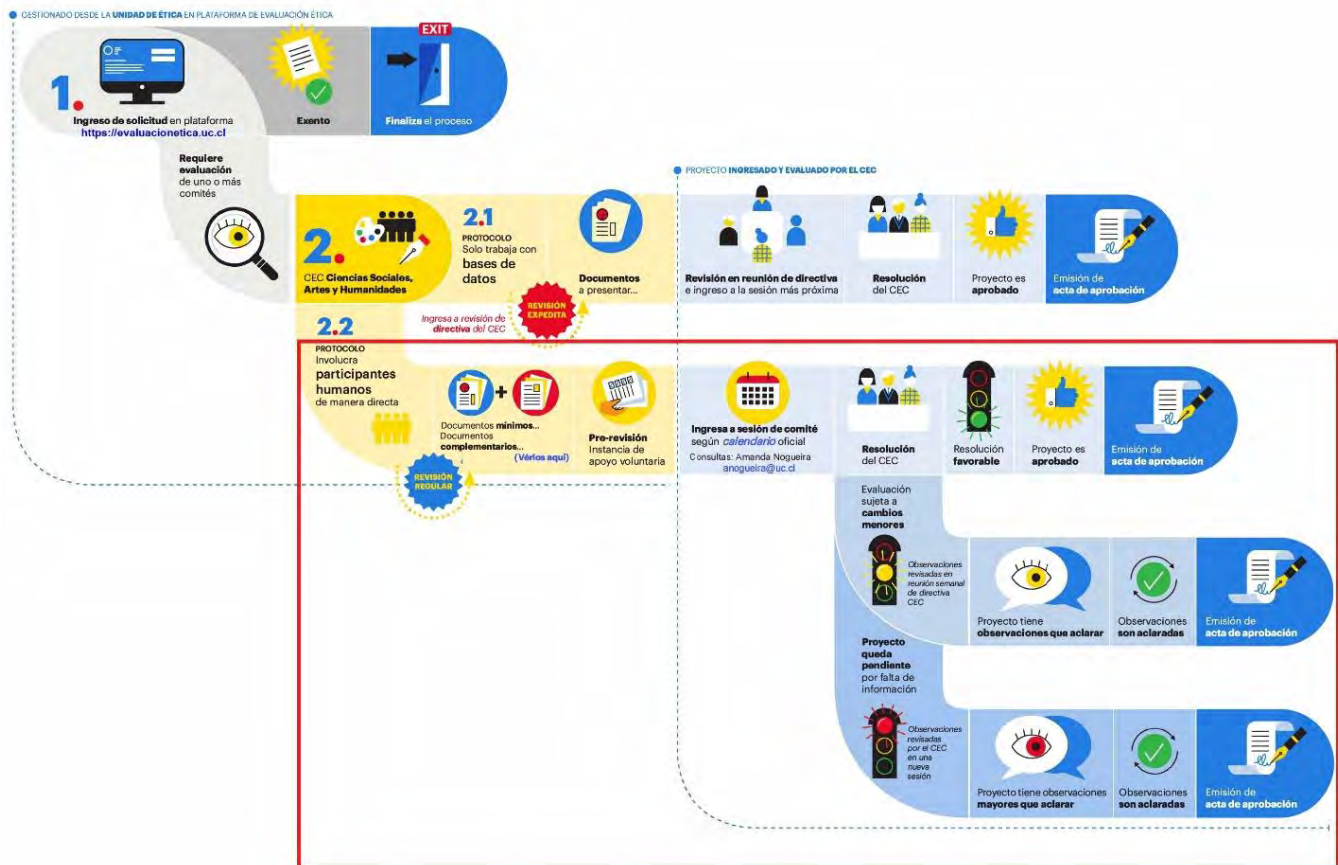 GESTIONADO DESDE LA UNIDAD DE ÉTICA EN PLATAFORMA DE EVALUACIÓN ÉTICA
1.
Ingreso de solicitud en plataforma
https://evaluacionetica.uc.cl
Exento
EXIT
Finaliza el proceso
Requiere
evaluación
de uno o más
comités
PROYECTO INGRESADO Y EVALUADO POR EL CEC
2.
CEC Ciencias Sociales,
Artes y Humanidades
2.1
PROTOCOLO
Solo trabaja con
bases de
datos
Documentos
a presentar...
Ingresa a revisión de
directiva del CEC
REVISIÓN
EXPEDITA
Revisión en reunión de directiva
e ingreso a la sesión más próxima
Resolución
del CEC
Proyecto es
aprobado
Emisión de
acta de aprobación
2.2
PROTOCOLO
Involucra
participantes
humanos
de manera directa
Documentos mínimos...
Documentos
complementarios...
(Vérlos aquí)
REVISIÓN
REGULAR
Pre-revisión
Instancia de
apoyo voluntaria
Ingresa a sesión de comité
según calendario oficial
Consultas: Amanda Nogueira
anogueira@uc.cl
Resolución
del CEC
Resolución
favorable
Proyecto es
aprobado
Emisión de
acta de aprobación
Evaluación
sujeta a
cambios
menores
Observaciones
revisadas en
reunión semanal
de directiva
CEC
Proyecto tiene
observaciones que aclarar
Observaciones
son aclaradas
Emisión de
acta de aprobación
Proyecto
queda
pendiente
por falta de
información
Observaciones
revisadas
por el CEC
en una
nueva
sesión
Proyecto tiene observaciones
mayores que aclarar
Observaciones
son aclaradas
Emisión de
acta de aprobación